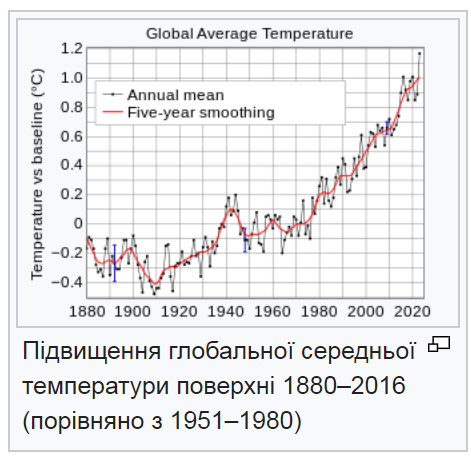 Global Average Temperature
Temperature vs baseline (°C)
Annual mean
Five-year smoothing
1.2
1.0
0.8
0.6
0.4
0.2
0
−0.2
−0.4
1880 1900 1920 1940 1960 1980 2000 2020
Підвищення глобальної середньої
температури поверхні 1880–2016
(порівняно з 1951–1980)